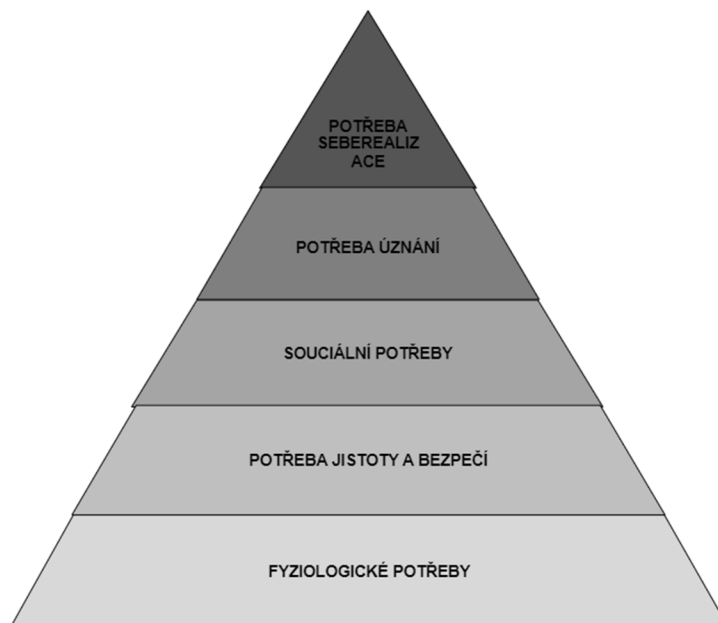 POTŘEBA
SEBEREALIZ
ACE
POTŘEBA ÚZNÁNÍ
SOUCIÁLNÍ POTŘEBY
POTŘEBA JISTOTY A BEZPEČÍ
FYZIOLOGICKÉ POTŘEBY